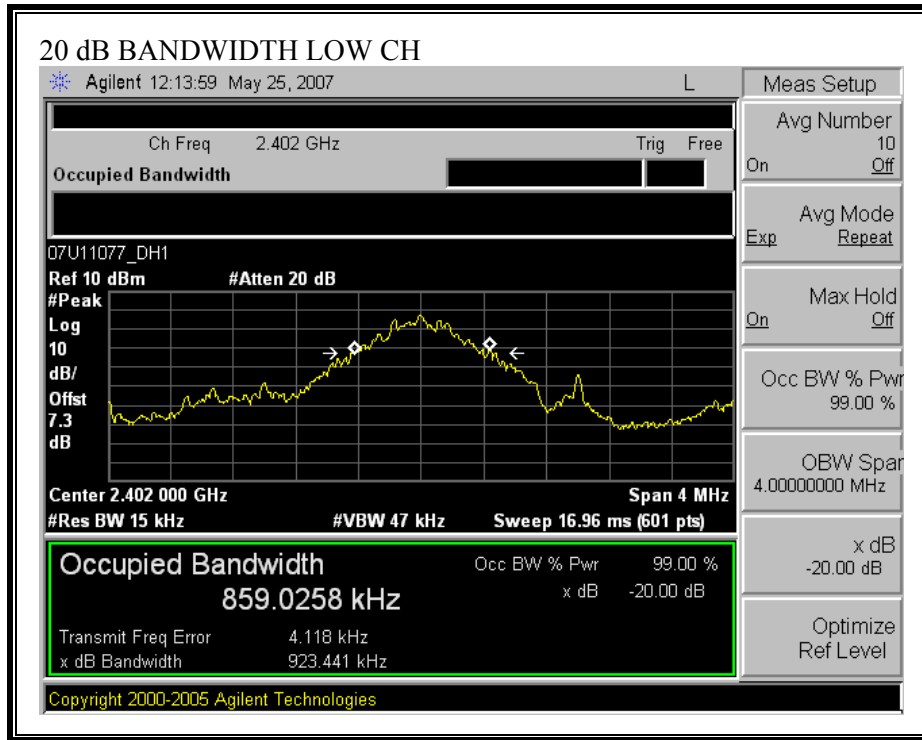 20 dB BANDWIDTH LOW CH
Agilent 12:13:59 May 25, 2007 L
Meas Setup
Ch Freq 2.402 GHz Trig Free
Occupied Bandwidth
Avg Number
10
On Off
Avg Mode
Exp Repeat
07U11077_DH1
Ref 10 dBm #Atten 20 dB
#Peak
Log
10
dB/
Offst
7.3
dB
Max Hold
On Off
Occ BW % Pwr
99.00 %
Center 2.402 000 GHz Span 4 MHz
#Res BW 15 kHz #VBW 47 kHz Sweep 16.96 ms (601 pts)
OBW Span
4.00000000 MHz
Occupied Bandwidth Occ BW % Pwr 99.00 %
859.0258 kHz x dB -20.00 dB
Transmit Freq Error 4.118 kHz
x dB Bandwidth 923.441 kHz
x dB
-20.00 dB
Optimize
Ref Level
Copyright 2000-2005 Agilent Technologies